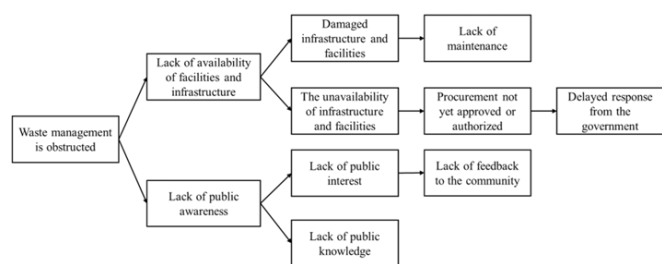 Damaged
infrastructure and
facilities
Lack of
maintenance
Lack of availability
of facilities and
infrastructure
The unavailability
of infrastructure
and facilities
Procurement not
yet approved or
authorized
Delayed response
from the
government
Waste management
is obstructed
Lack of public
interest
Lack of feedback
to the community
Lack of public
awareness
Lack of public
knowledge